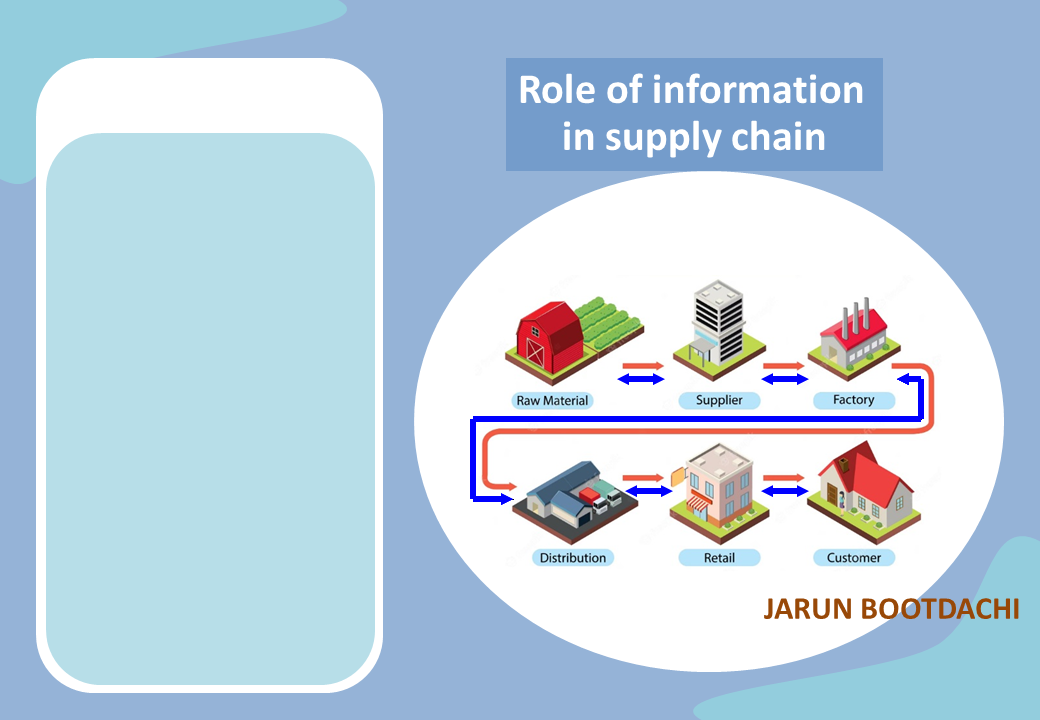 Role of information
in supply chain
Raw Material
Supplier
Factory
Distribution
Retail
Customer
JARUN BOOTDACHI